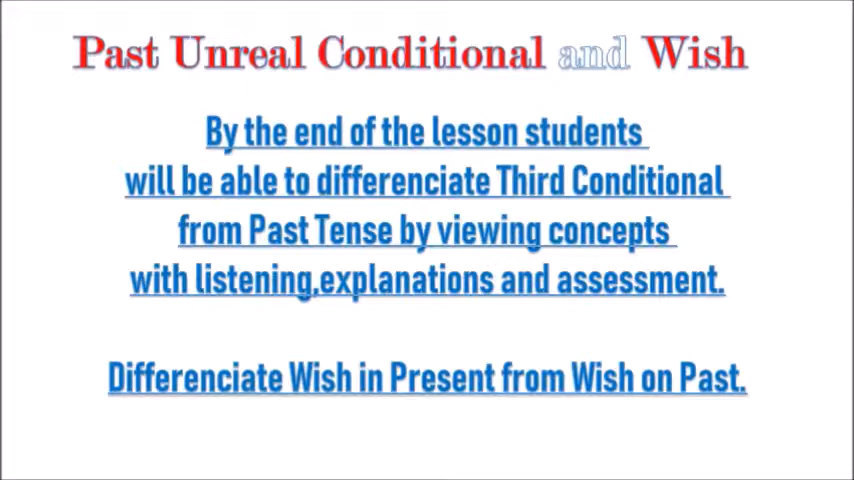 Past Unreal Conditional and Wish
By the end of the lesson students
will be able to differenciate Third Conditional
from Past Tense by viewing concepts
with listening,explanations and assessment.
Differenciate Wish in Present from Wish on Past.